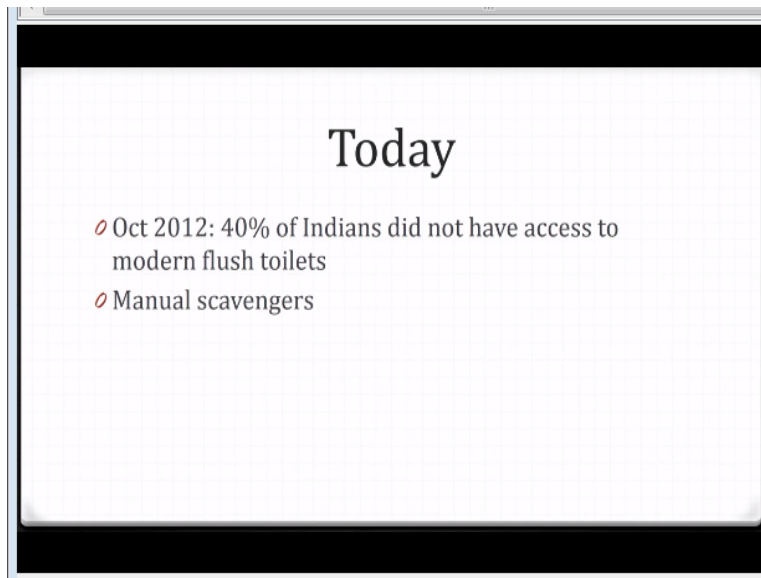 Today
Oct 2012: 40% of Indians did not have access to
modern flush toilets
Manual scavengers